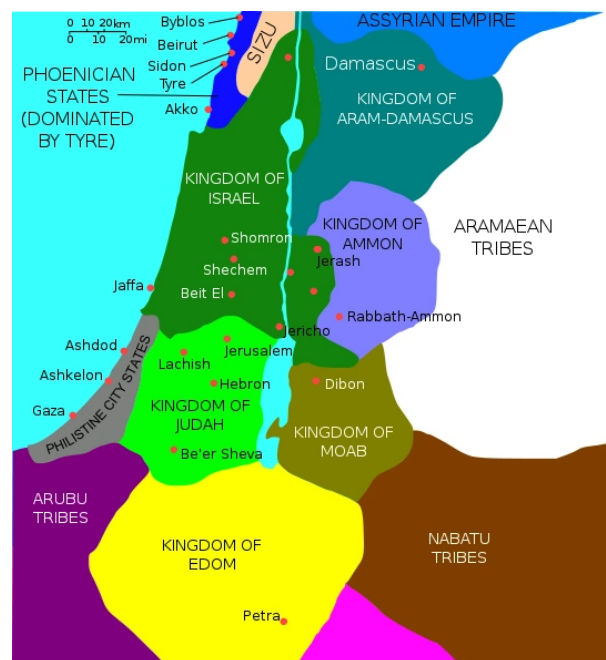 0 10 20km
0 10 20mi
Byblos
Beirut
Sidon
Tyre
PHOENICIAN
STATES
(DOMINATED
BY TYRE)
Akko
SIZU
ASSYRIAN EMPIRE
Damascus
KINGDOM OF
ARAM-DAMASCUS
KINGDOM OF
ISRAEL
KINGDOM OF
AMMON
ARAMAEAN
TRIBES
Shomron
Shechem
Jerash
Jaffa
Beit El
Rabbath-Ammon
Jericho
Ashdod
Jerusalem
Lachish
Ashkelon
Hebron
Dibon
Gaza
PHILISTINE CITY STATES
KINGDOM OF
JUDAH
KINGDOM OF
MOAB
Be'er Sheva
ARUBU
TRIBES
KINGDOM OF
EDOM
NABATU
TRIBES
Petra